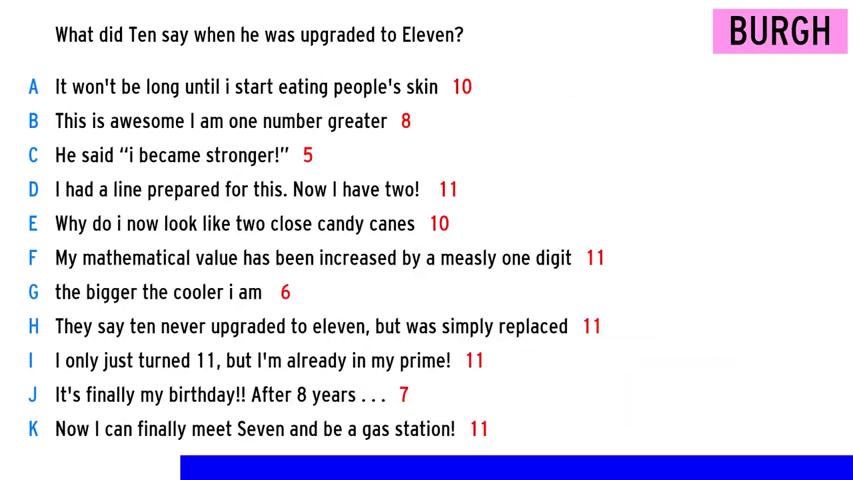 What did Ten say when he was upgraded to Eleven?
BURGH
A It won't be long until i start eating people's skin 10
B This is awesome I am one number greater 8
C He said “i became stronger!” 5
D I had a line prepared for this. Now I have two! 11
E Why do i now look like two close candy canes 10
F My mathematical value has been increased by a measly one digit 11
G the bigger the cooler i am 6
H They say ten never upgraded to eleven, but was simply replaced 11
I I only just turned 11, but I'm already in my prime! 11
J It's finally my birthday!! After 8 years . . . 7
K Now I can finally meet Seven and be a gas station! 11